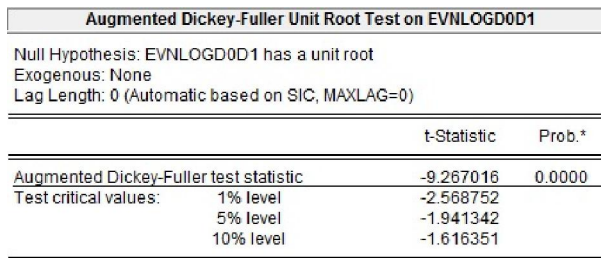 Augmented Dickey-Fuller Unit Root Test on EVNLOGD0D1
Null Hypothesis: EVNLOGD0D1 has a unit root
Exogenous: None
Lag Length: 0 (Automatic based on SIC, MAXLAG=0)
t-Statistic Prob.*
Augmented Dickey-Fuller test statistic -9.267016 0.0000
Test critical values: 1% level -2.568752
5% level -1.941342
10% level -1.616351